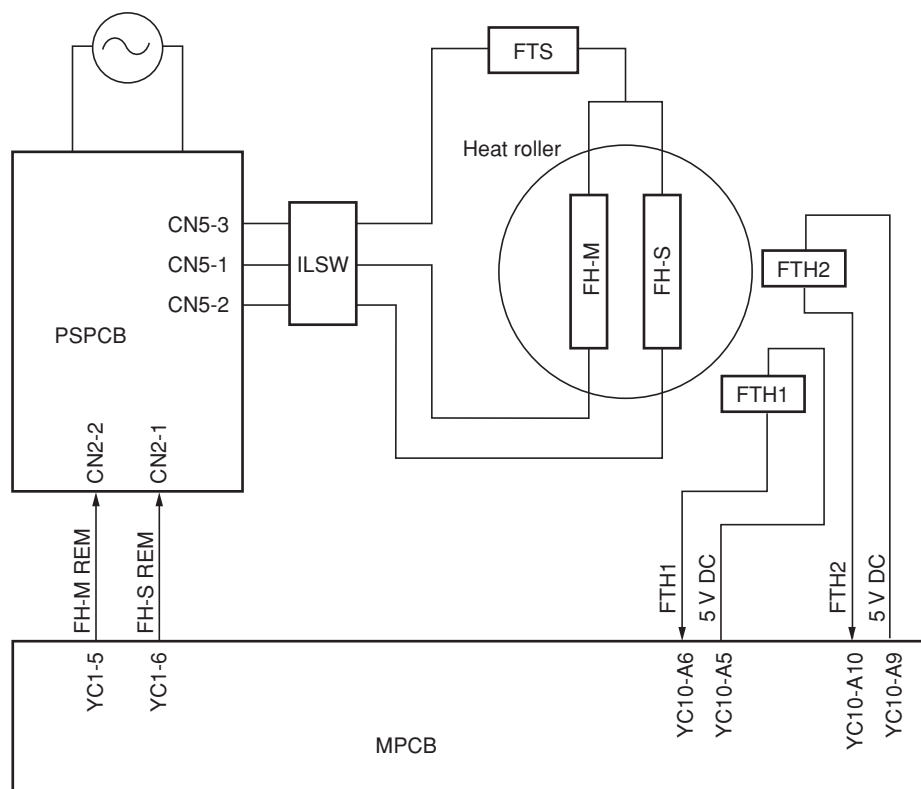 FTS
Heat roller
CN5-3
CN5-1
CN5-2
ILSW
FH-M
FH-S
FTH2
PSPCB
FTH1
CN2-2
CN2-1
FH-M REM
FH-S REM
FTH1
5 V DC
FTH2
5 V DC
YC1-5
YC1-6
YC10-A6
YC10-A5
YC10-A10
YC10-A9
MPCB